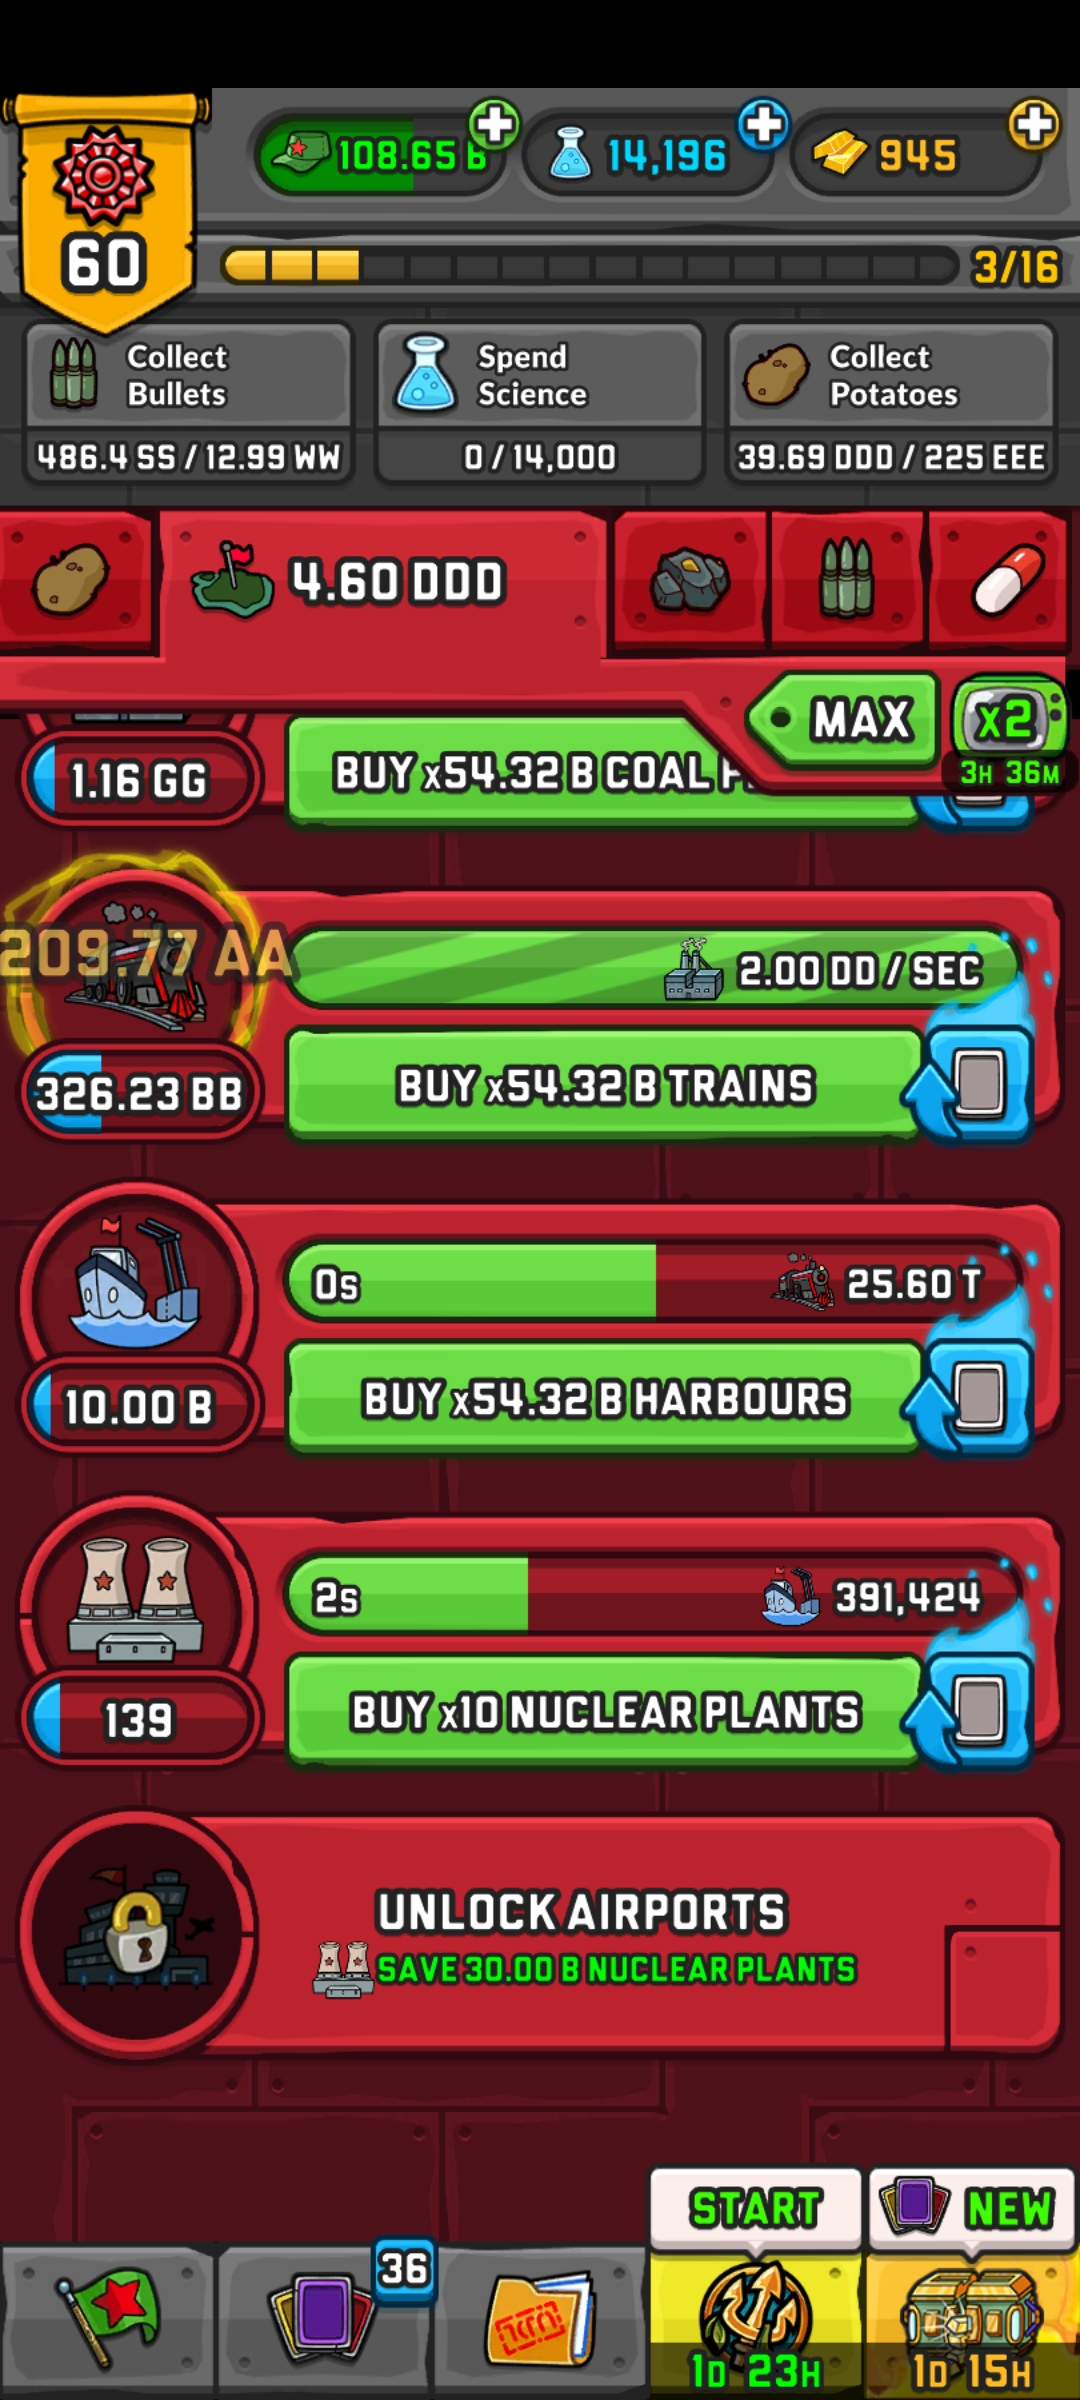 108.65 B
14,196
945
60
3/16
Collect
Bullets
Spend
Science
Collect
Potatoes
486.4 SS / 12.99 WW
0 / 14,000
39.69 DDD / 225 EEE
4.60 DDD
MAX
x2
3H 36M
1.16 GG
BUY x54.32 B COAL
209.77 AA
2.00 DD / SEC
326.23 BB
BUY x54.32 B TRAINS
0s
25.60 T
10.00 B
BUY x54.32 B HARBOURS
2s
391,424
139
BUY x10 NUCLEAR PLANTS
UNLOCK AIRPORTS
SAVE 30.00 B NUCLEAR PLANTS
START
NEW
36
1D 23H
1D 15H